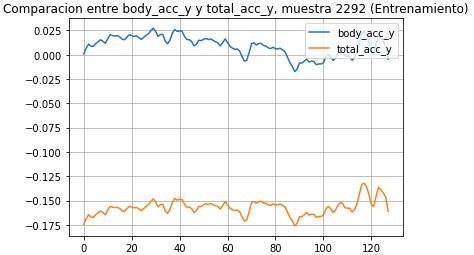 Comparacion entre body_acc_y y total_acc_y, muestra 2292 (Entrenamiento)
body_acc_y
total_acc_y
0.025
0.000
−0.025
−0.050
−0.075
−0.100
−0.125
−0.150
−0.175
0 20 40 60 80 100 120